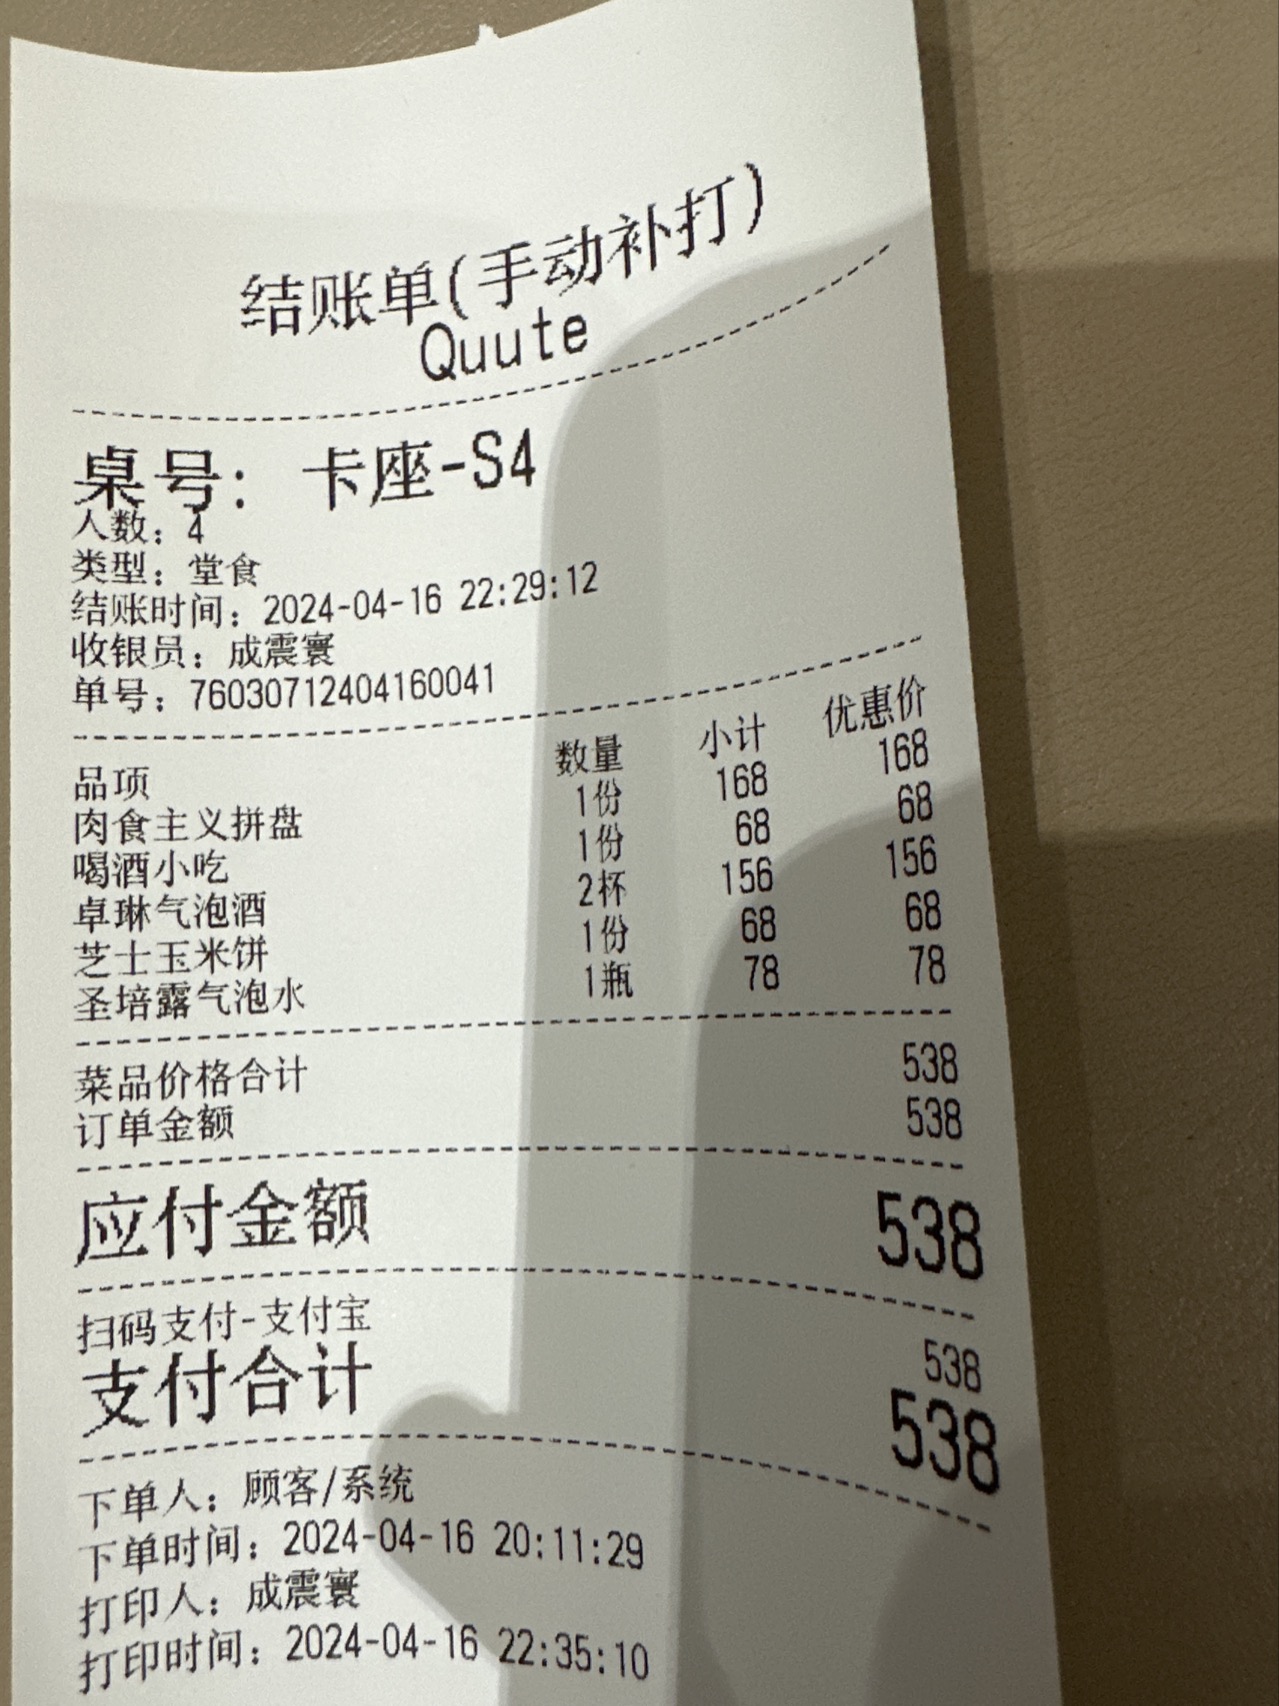 结账单(手动补打)
Quute
桌号： 卡座-S4
人数：4
类型：堂食
结账时间：2024-04-16 22:29:12
收银员：成震寰
单号：76030712404160041
品项 数量 小计 优惠价
肉食主义拼盘 1份 168 168
喝酒小吃 1份 68 68
卓琳气泡酒 2杯 156 156
芝士玉米饼 1份 68 68
圣培露气泡水 1瓶 78 78
菜品价格合计 538
订单金额 538
应付金额 538
扫码支付-支付宝 538
支付合计 538
下单人：顾客/系统
下单时间：2024-04-16 20:11:29
打印人：成震寰
打印时间：2024-04-16 22:35:10